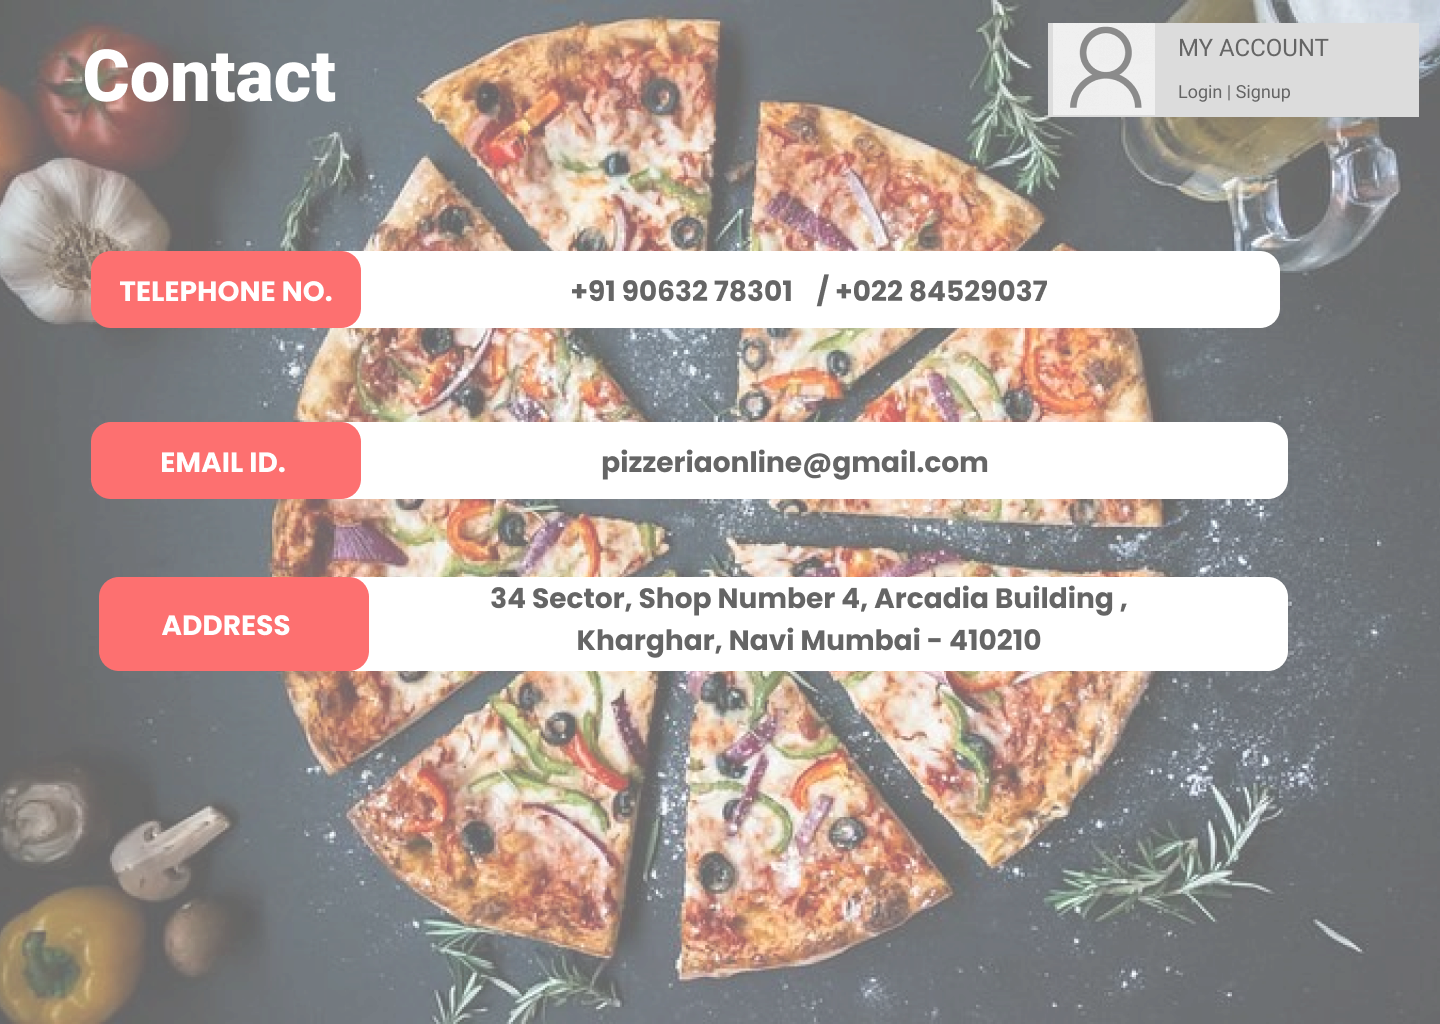 Contact
MY ACCOUNT
Login | Signup
TELEPHONE NO.
+91 90632 78301 / +022 84529037
EMAIL ID.
pizzeriaonline@gmail.com
ADDRESS
34 Sector, Shop Number 4, Arcadia Building ,
Kharghar, Navi Mumbai - 410210